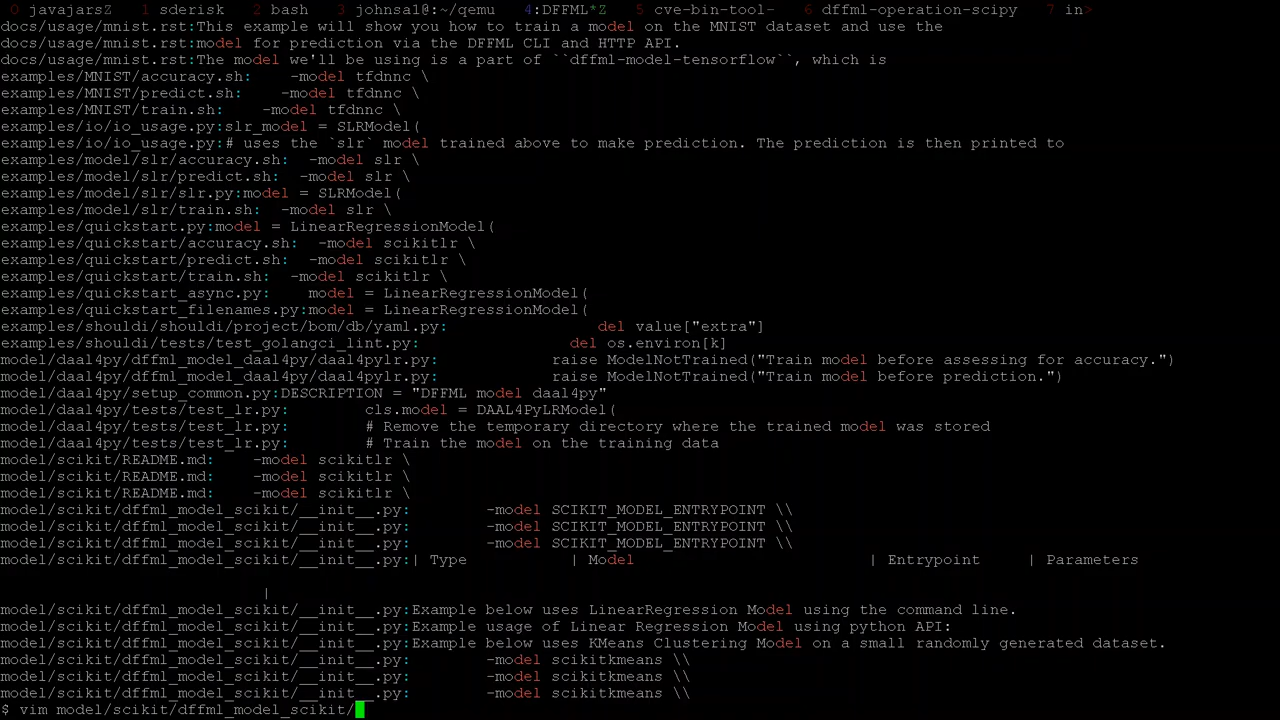 0 javajarsZ  1 sderisk  2 bash  3 johnsa1@:~/qemu  4:DFFML*Z  5 cve-bin-tool-  6 dffml-operation-scipy  7 in>
docs/usage/mnist.rst:This example will show you how to train a model on the MNIST dataset and use the
docs/usage/mnist.rst:model for prediction via the DFFML CLI and HTTP API.
docs/usage/mnist.rst:The model we'll be using is a part of ``dffml-model-tensorflow``, which is
examples/MNIST/accuracy.sh:    -model tfdnnc \
examples/MNIST/predict.sh:    -model tfdnnc \
examples/MNIST/train.sh:    -model tfdnnc \
examples/io/io_usage.py:slr_model = SLRModel(
examples/io/io_usage.py:# uses the `slr` model trained above to make prediction. The prediction is then printed to
examples/model/slr/accuracy.sh:  -model slr \
examples/model/slr/predict.sh:  -model slr \
examples/model/slr/slr.py:model = SLRModel(
examples/model/slr/train.sh:  -model slr \
examples/quickstart.py:model = LinearRegressionModel(
examples/quickstart/accuracy.sh:  -model scikitlr \
examples/quickstart/predict.sh:  -model scikitlr \
examples/quickstart/train.sh:  -model scikitlr \
examples/quickstart_async.py:    model = LinearRegressionModel(
examples/quickstart_filenames.py:model = LinearRegressionModel(
examples/shouldi/shouldi/project/bom/db/yaml.py:                del value["extra"]
examples/shouldi/tests/test_golangci_lint.py:                del os.environ[k]
model/daal4py/dffml_model_daal4py/daal4pylr.py:            raise ModelNotTrained("Train model before assessing for accuracy.")
model/daal4py/dffml_model_daal4py/daal4pylr.py:            raise ModelNotTrained("Train model before prediction.")
model/daal4py/setup_common.py:DESCRIPTION = "DFFML model daal4py"
model/daal4py/tests/test_lr.py:        cls.model = DAAL4PyLRModel(
model/daal4py/tests/test_lr.py:        # Remove the temporary directory where the trained model was stored
model/daal4py/tests/test_lr.py:        # Train the model on the training data
model/scikit/README.md:    -model scikitlr \
model/scikit/README.md:    -model scikitlr \
model/scikit/README.md:    -model scikitlr \
model/scikit/dffml_model_scikit/__init__.py:        -model SCIKIT_MODEL_ENTRYPOINT \\
model/scikit/dffml_model_scikit/__init__.py:        -model SCIKIT_MODEL_ENTRYPOINT \\
model/scikit/dffml_model_scikit/__init__.py:        -model SCIKIT_MODEL_ENTRYPOINT \\
model/scikit/dffml_model_scikit/__init__.py:| Type           | Model                         | Entrypoint     | Parameters
|
model/scikit/dffml_model_scikit/__init__.py:Example below uses LinearRegression Model using the command line.
model/scikit/dffml_model_scikit/__init__.py:Example usage of Linear Regression Model using python API:
model/scikit/dffml_model_scikit/__init__.py:Example below uses KMeans Clustering Model on a small randomly generated dataset.
model/scikit/dffml_model_scikit/__init__.py:        -model scikitkmeans \\
model/scikit/dffml_model_scikit/__init__.py:        -model scikitkmeans \\
model/scikit/dffml_model_scikit/__init__.py:        -model scikitkmeans \\
$ vim model/scikit/dffml_model_scikit/